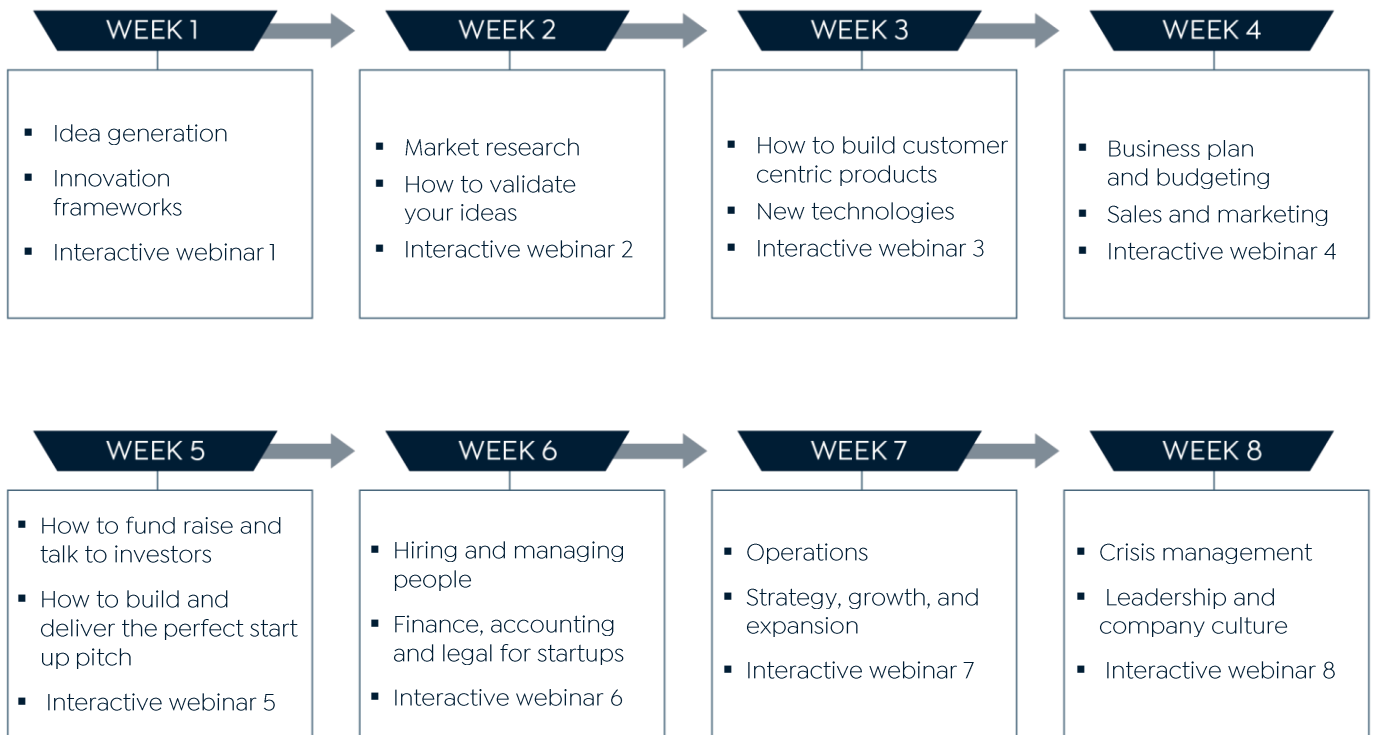 WEEK 1
▪ Idea generation
▪ Innovation
frameworks
▪ Interactive webinar 1
WEEK 2
▪ Market research
▪ How to validate
your ideas
▪ Interactive webinar 2
WEEK 3
▪ How to build customer
centric products
▪ New technologies
▪ Interactive webinar 3
WEEK 4
▪ Business plan
and budgeting
▪ Sales and marketing
▪ Interactive webinar 4
WEEK 5
▪ How to fund raise and
talk to investors
▪ How to build and
deliver the perfect start
up pitch
▪ Interactive webinar 5
WEEK 6
▪ Hiring and managing
people
▪ Finance, accounting
and legal for startups
▪ Interactive webinar 6
WEEK 7
▪ Operations
▪ Strategy, growth, and
expansion
▪ Interactive webinar 7
WEEK 8
▪ Crisis management
▪ Leadership and
company culture
▪ Interactive webinar 8